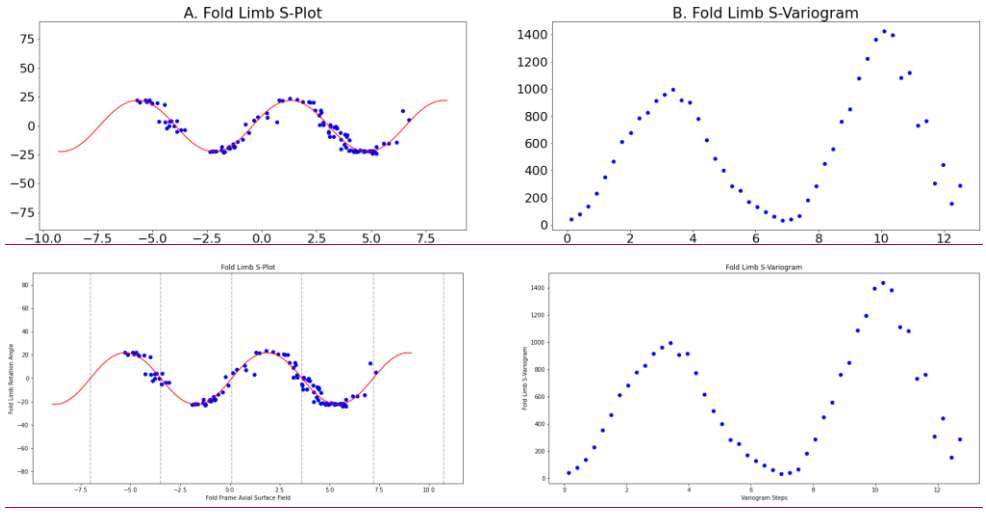 A. Fold Limb S-Plot
75
50
25
0
−25
−50
−75
−10.0 −7.5 −5.0 −2.5 0.0 2.5 5.0 7.5
B. Fold Limb S-Variogram
1400
1200
1000
800
600
400
200
0
0 2 4 6 8 10 12
Fold Limb S-Plot
Fold Limb Rotation Angle
80
60
40
20
0
−20
−40
−60
−80
−5.0 −2.5 0.0 2.5 5.0 7.5 10.0
Fold Frame Axial Surface Field
Fold Limb S-Variogram
Fold Limb S-Variogram
1400
1200
1000
800
600
400
200
0
0 2 4 6 8 10 12
Variogram Steps